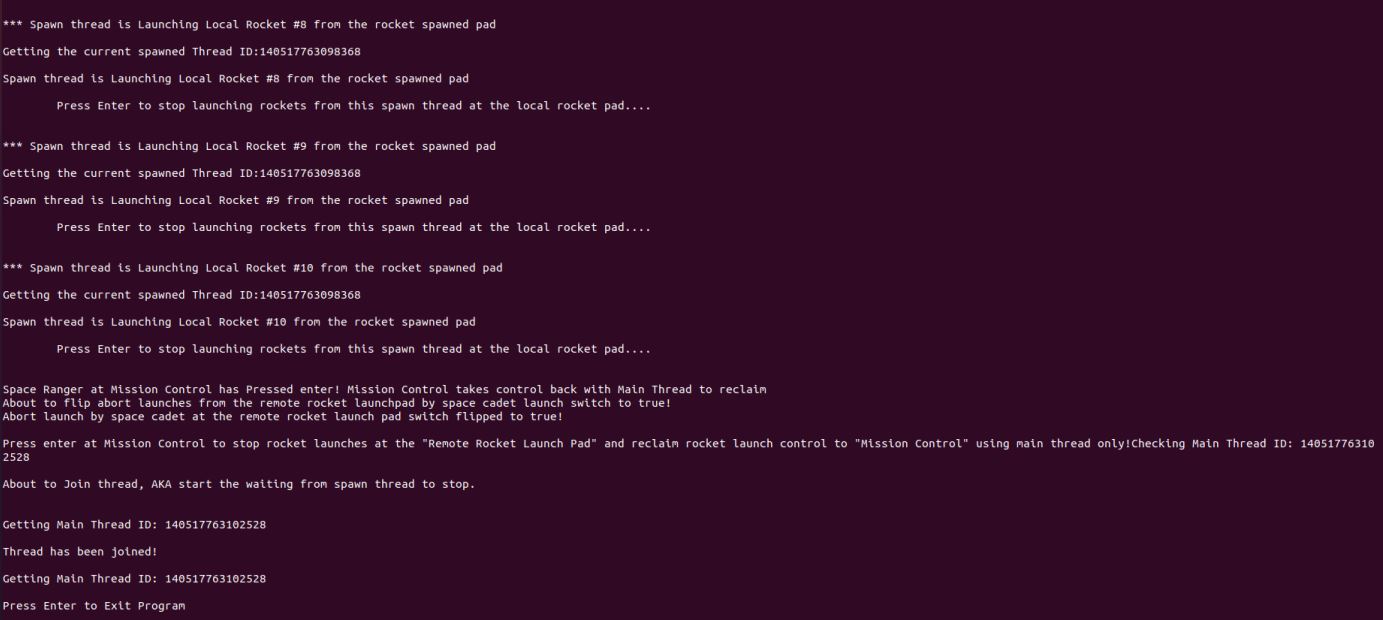 *** Spawn thread is Launching Local Rocket #8 from the rocket spawned pad
Getting the current spawned Thread ID:140517763098368
Spawn thread is Launching Local Rocket #8 from the rocket spawned pad
Press Enter to stop launching rockets from this spawn thread at the local rocket pad....
*** Spawn thread is Launching Local Rocket #9 from the rocket spawned pad
Getting the current spawned Thread ID:140517763098368
Spawn thread is Launching Local Rocket #9 from the rocket spawned pad
Press Enter to stop launching rockets from this spawn thread at the local rocket pad....
*** Spawn thread is Launching Local Rocket #10 from the rocket spawned pad
Getting the current spawned Thread ID:140517763098368
Spawn thread is Launching Local Rocket #10 from the rocket spawned pad
Press Enter to stop launching rockets from this spawn thread at the local rocket pad....
Space Ranger at Mission Control has Pressed enter! Mission Control takes control back with Main Thread to reclaim
About to flip abort launches from the remote rocket launchpad by space cadet launch switch to true!
Abort launch by space cadet at the remote rocket launch pad switch flipped to true!
Press enter at Mission Control to stop rocket launches at the "Remote Rocket Launch Pad" and reclaim rocket launch control to "Mission Control" using main thread only!Checking Main Thread ID: 14051776310
2528
About to Join thread, AKA start the waiting from spawn thread to stop.
Getting Main Thread ID: 140517763102528
Thread has been joined!
Getting Main Thread ID: 140517763102528
Press Enter to Exit Program